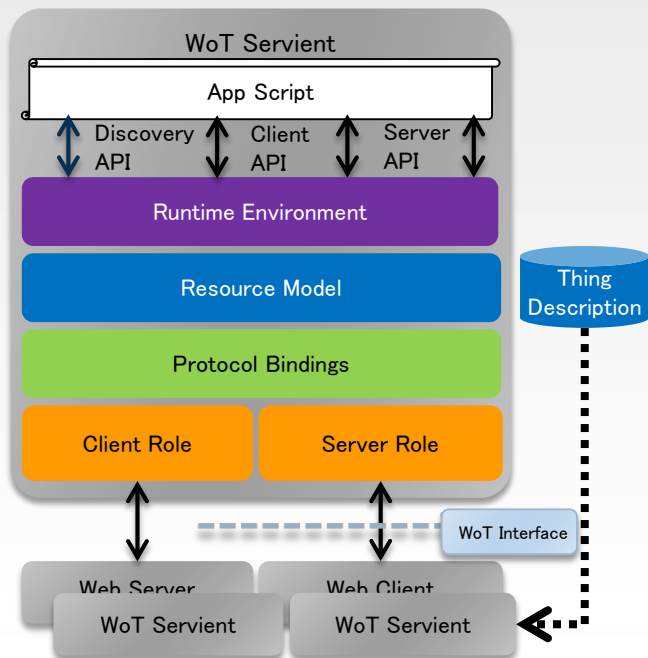 WoT Servient
App Script
Discovery
API
Client
API
Server
API
Runtime Environment
Resource Model
Thing
Description
Protocol Bindings
Client Role
Server Role
WoT Interface
Web Server
Web Client
WoT Servient
WoT Servient